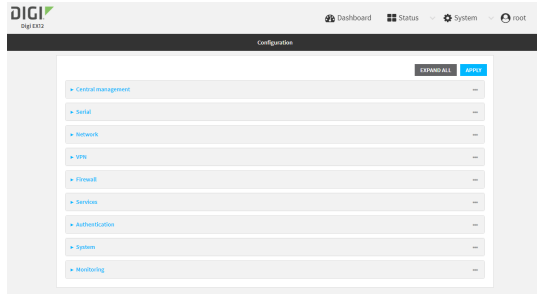 DIGI
Digi EX12
Dashboard
Status
System
root
Configuration
EXPAND ALL
APPLY
Central management
Serial
Network
VPN
Firewall
Services
Authentication
System
Monitoring